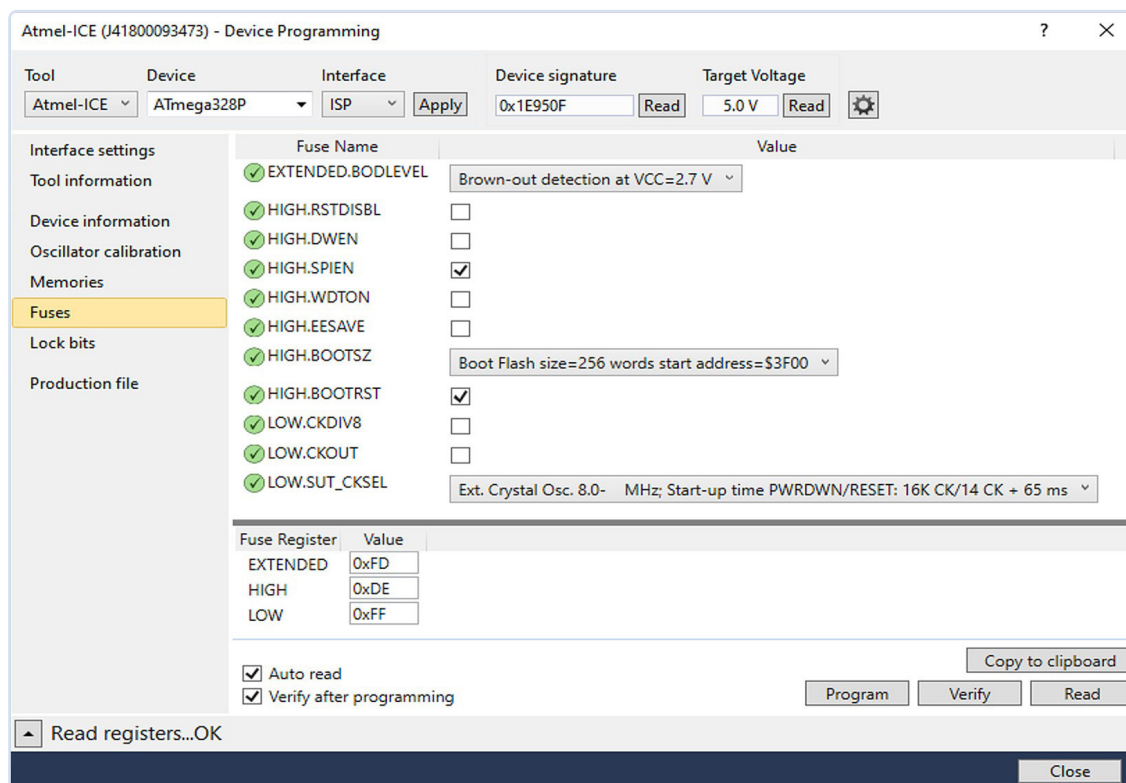 Atmel-ICE (J41800093473) - Device Programming ?
Tool Device Interface Device signature Target Voltage
Atmel-ICE ATmega328P ISP Apply 0x1E950F Read 5.0 V Read
Interface settings
Tool information
Device information
Oscillator calibration
Memories
Fuses
Lock bits
Production file
Fuse Name Value
EXTENDED.BODLEVEL Brown-out detection at VCC=2.7 V
HIGH.RSTDISBL
HIGH.DWEN
HIGH.SPIEN
HIGH.WDTON
HIGH.EESAVE
HIGH.BOOTSZ Boot Flash size=256 words start address=$3F00
HIGH.BOOTRST
LOW.CKDIV8
LOW.CKOUT
LOW.SUT_CKSEL Ext. Crystal Osc. 8.0- MHz; Start-up time PWRDWN/RESET: 16K CK/14 CK + 65 ms
Fuse Register Value
EXTENDED 0xFD
HIGH 0xDE
LOW 0xFF
Copy to clipboard
Auto read
Verify after programming
Program Verify Read
Read registers...OK
Close